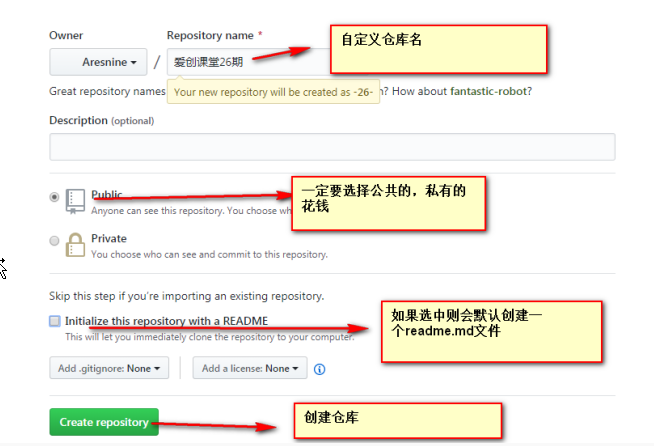 Owner
Repository name *
自定义仓库名
Aresnine
/
爱创课堂26期
Great repository names
Your new repository will be created as -26-
n? How about fantastic-robot?
Description (optional)
Public
一定要选择公共的，私有的
花钱
Anyone can see this repository. You choose wh
Private
You choose who can see and commit to this repository.
Skip this step if you're importing an existing repository.
如果选中则会默认创建一
个readme.md文件
Initialize this repository with a README
This will let you immediately clone the repository to your computer.
Add .gitignore: None
Add a license: None
Create repository
创建仓库